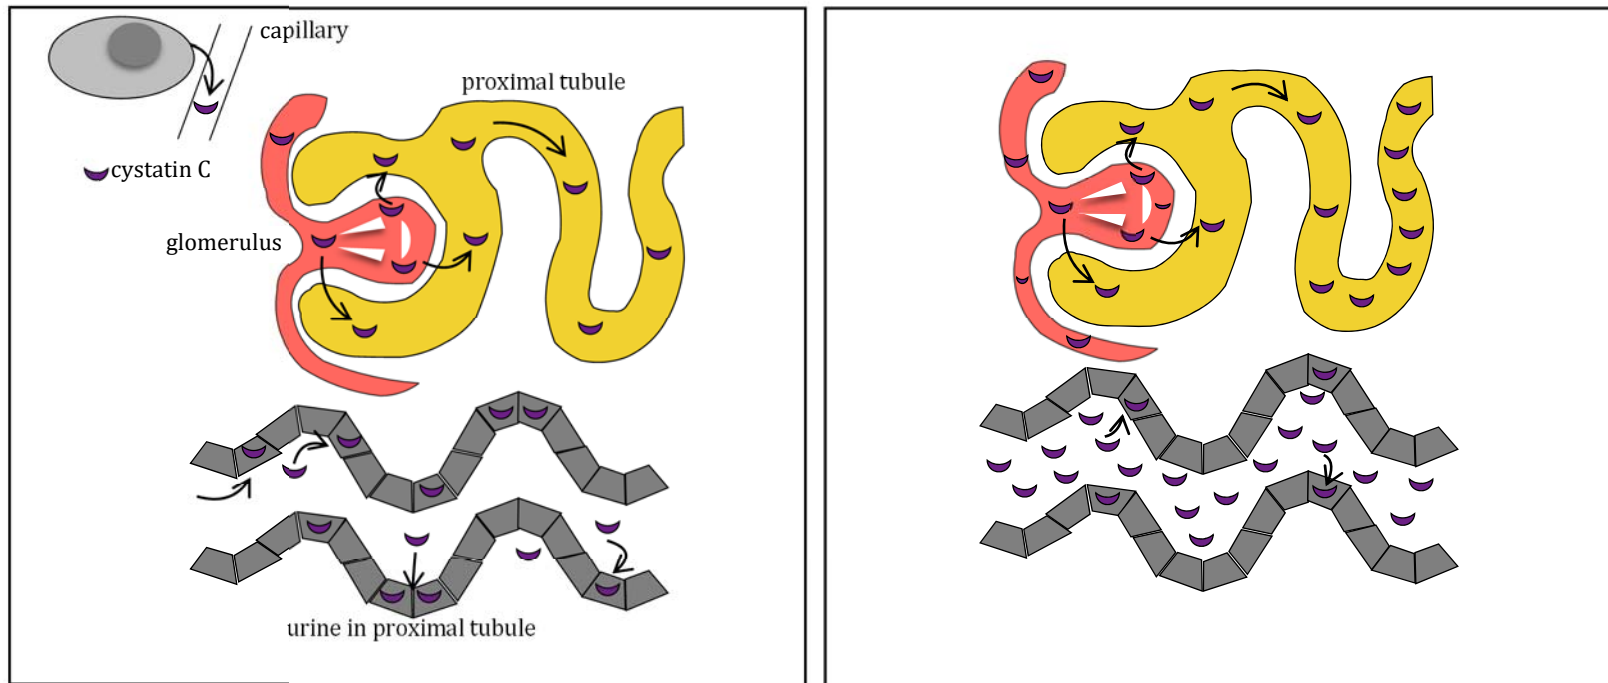 capillary
proximal tubule
cystatin C
glomerulus
urine in proximal tubule